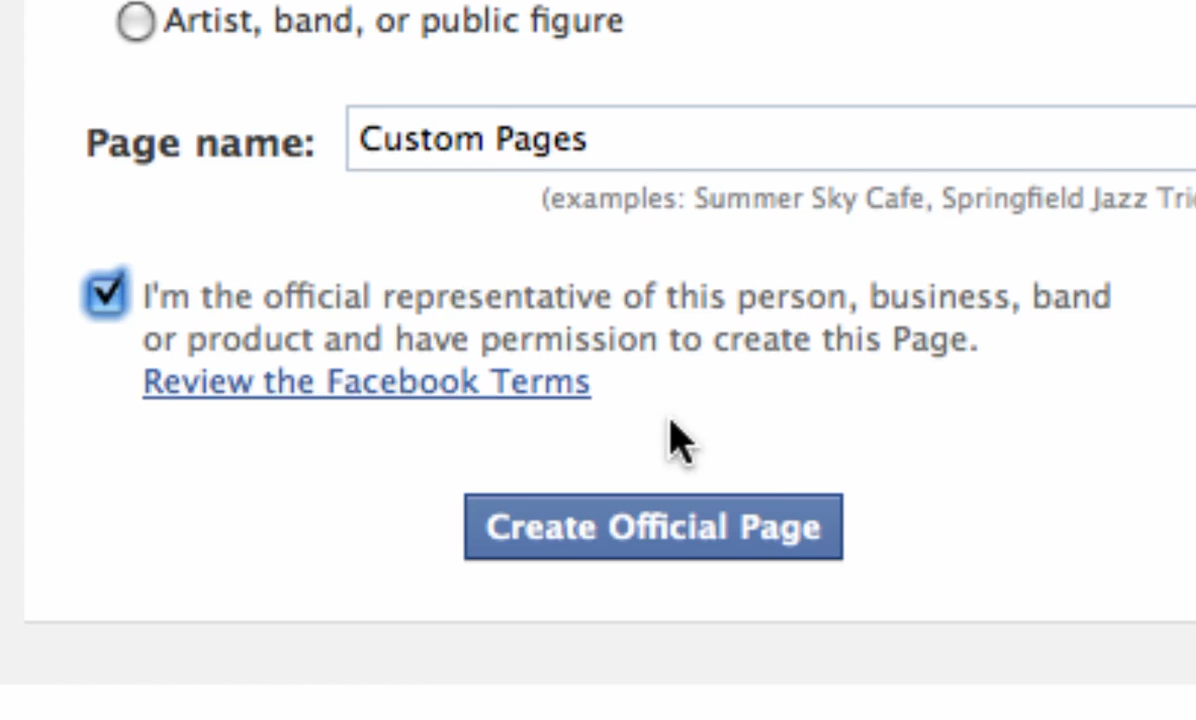 Artist, band, or public figure
Page name: Custom Pages
(examples: Summer Sky Cafe, Springfield Jazz
I'm the official representative of this person, business, band
or product and have permission to create this Page.
Review the Facebook Terms
Create Official Page